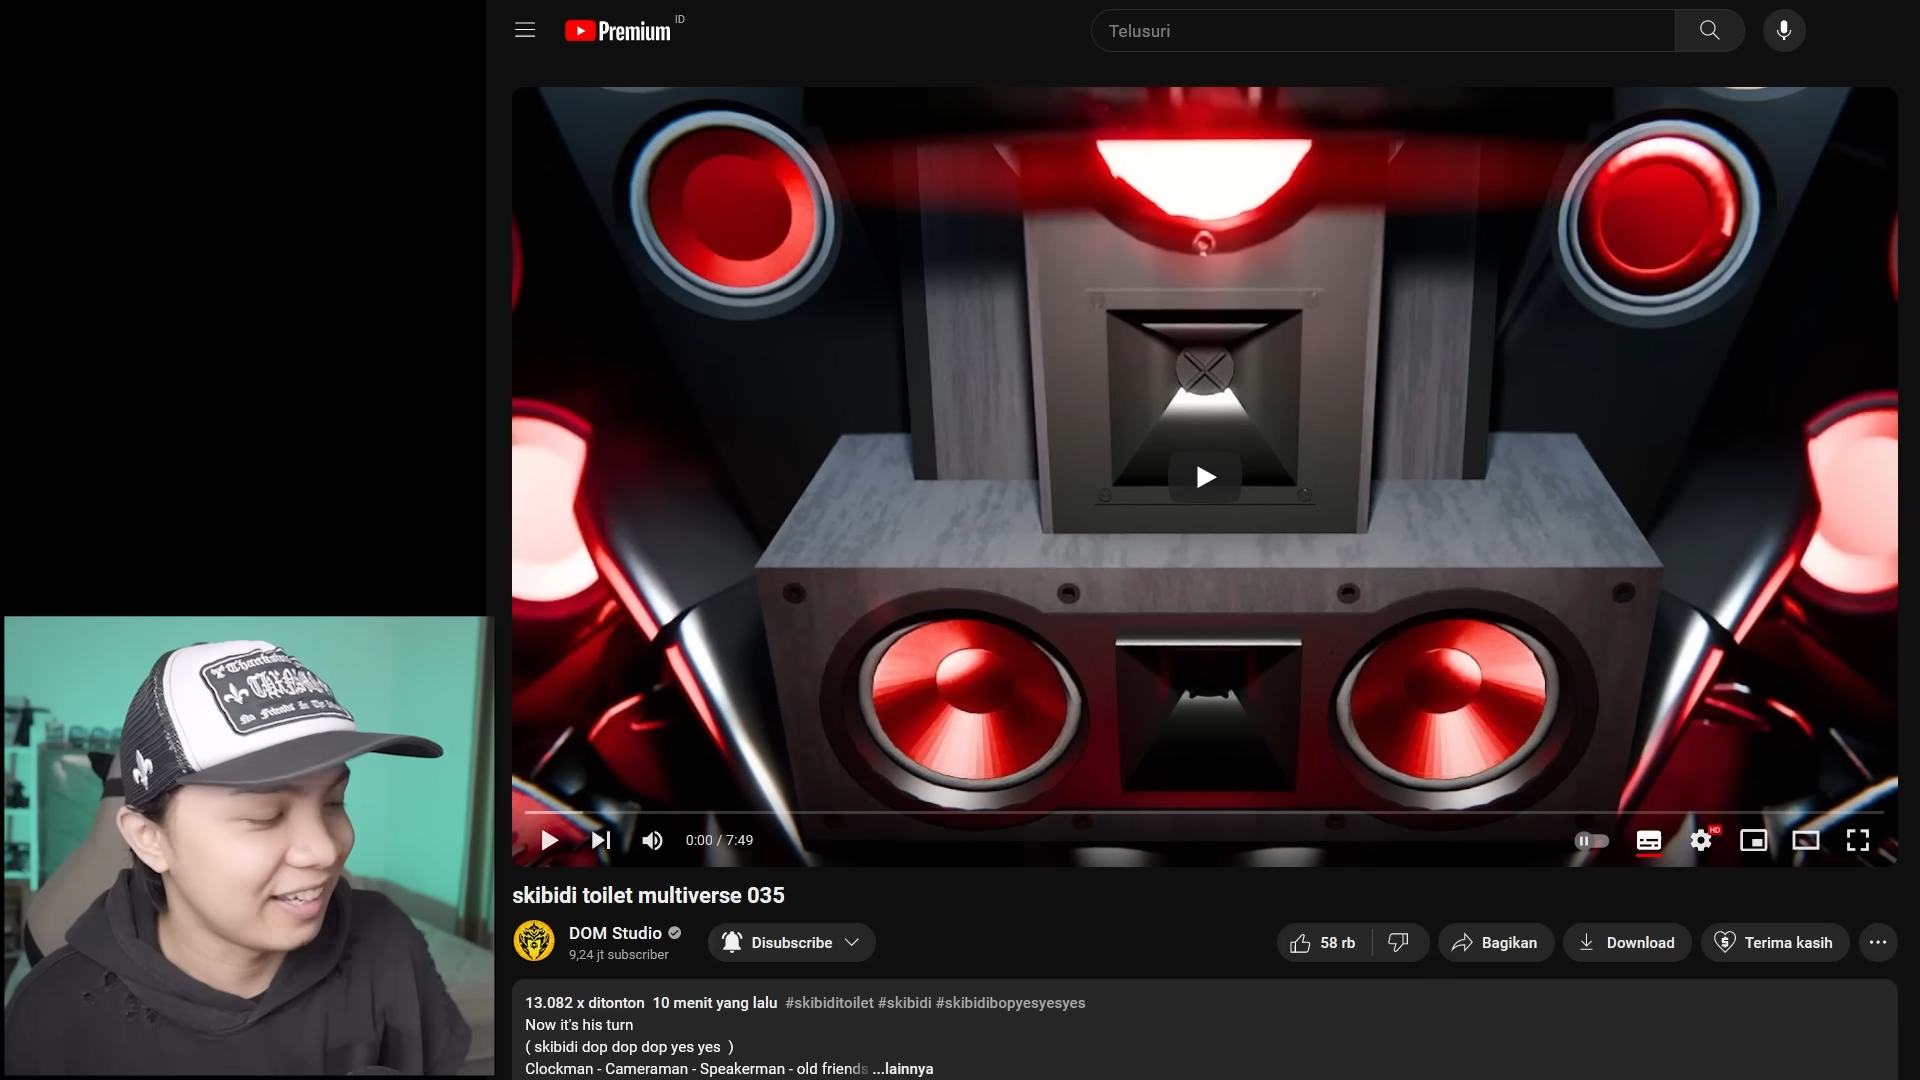 Premium ID
Telusuri
HD
0:00 / 7:49
skibidi toilet multiverse 035
DOM Studio
9,24 jt subscriber
Disubscribe
58 rb
Bagikan
Download
Terima kasih
13.082 x ditonton 10 menit yang lalu #skibiditoilet #skibidi #skibidibopyesyesyes
Now it's his turn
( skibidi dop dop dop yes yes )
Clockman - Cameraman - Speakerman - old friends ...lainnya